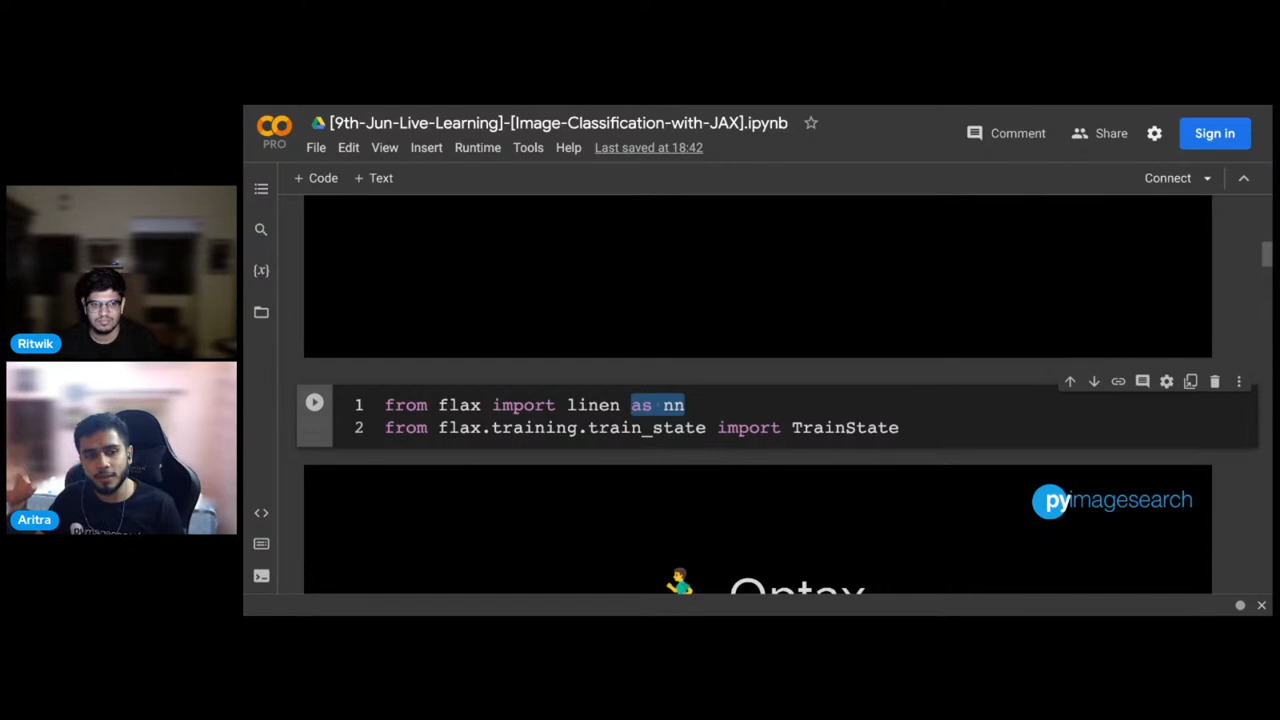 [9th-Jun-Live-Learning]-[Image-Classification-with-JAX].ipynb
PRO
File Edit View Insert Runtime Tools Help Last saved at 18:42
Comment Share Sign in
+ Code + Text
Connect
{x}
Ritwik
1 from flax import linen as nn
2 from flax.training.train_state import TrainState
Aritra
pyimagesearch
pyimagesearch
Optax